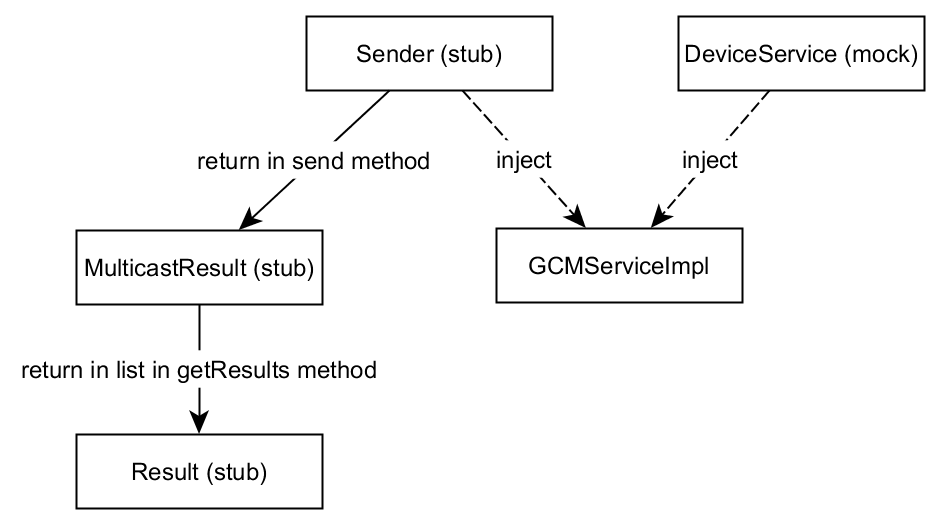 Sender (stub)
DeviceService (mock)
return in send method
inject
inject
MulticastResult (stub)
GCMServiceImpl
return in list in getResults method
Result (stub)